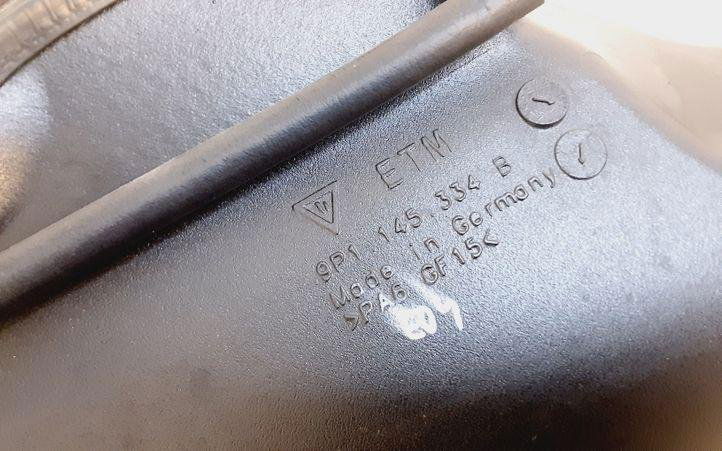 ETM
9P1.145.334 B
Made in Germany
>PA6 GF15<